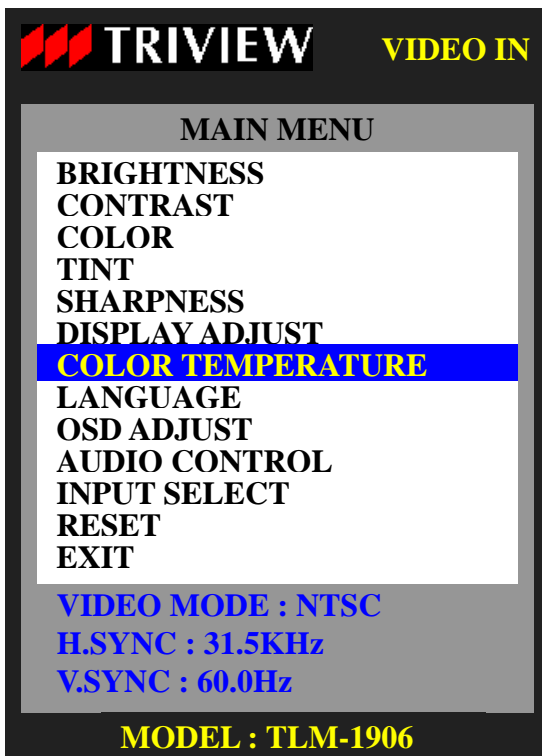 TRIVIEW
VIDEO IN
MAIN MENU
BRIGHTNESS
CONTRAST
COLOR
TINT
SHARPNESS
DISPLAY ADJUST
COLOR TEMPERATURE
LANGUAGE
OSD ADJUST
AUDIO CONTROL
INPUT SELECT
RESET
EXIT
VIDEO MODE : NTSC
H.SYNC : 31.5KHz
V.SYNC : 60.0Hz
MODEL : TLM-1906